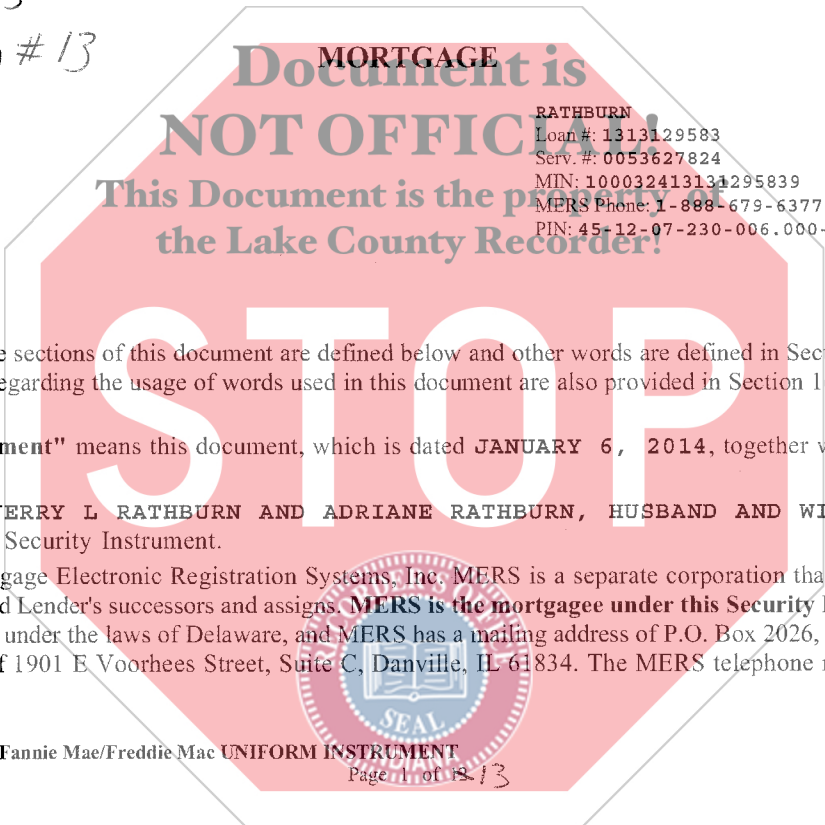 # 13
MORTGAGE
Document is
NOT OFFICIAL!
This Document is the property of
the Lake County Recorder!
RATHBURN
Loan #: 1313129583
Serv. #: 0053627824
MIN: 100032413131295839
MERS Phone: 1-888-679-6377
PIN: 45-12-07-230-006.000-
STOP
e sections of this document are defined below and other words are defined in Sec
egarding the usage of words used in this document are also provided in Section 1
ment" means this document, which is dated JANUARY 6, 2014, together
ERRY L RATHBURN AND ADRIANE RATHBURN, HUSBAND AND WI
Security Instrument.
gage Electronic Registration Systems, Inc. MERS is a separate corporation tha
d Lender's successors and assigns. MERS is the mortgagee under this Security
under the laws of Delaware, and MERS has a mailing address of P.O. Box 2026,
f 1901 E Voorhees Street, Suite C, Danville, IL 61834. The MERS telephone
RECORDER'S OFFICE
SEAL
INDIANA
Fannie Mae/Freddie Mac UNIFORM INSTRUMENT
Page 1 of 13